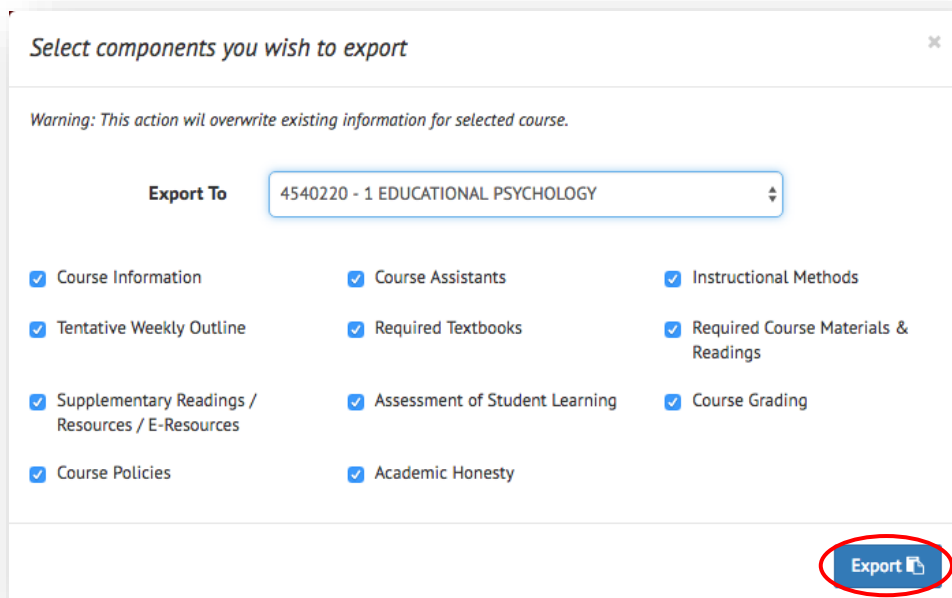 Select components you wish to export
×
Warning: This action wil overwrite existing information for selected course.
Export To
4540220 - 1 EDUCATIONAL PSYCHOLOGY
Course Information
Course Assistants
Instructional Methods
Tentative Weekly Outline
Required Textbooks
Required Course Materials &
Readings
Supplementary Readings /
Resources / E-Resources
Assessment of Student Learning
Course Grading
Course Policies
Academic Honesty
Export